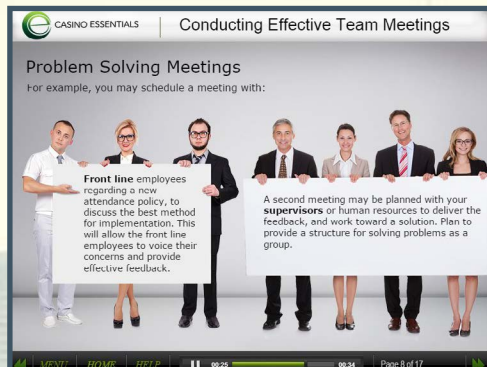 CASINO ESSENTIALS
Conducting Effective Team Meetings
Problem Solving Meetings
For example, you may schedule a meeting with:
Front line employees
regarding a new
attendance policy, to
discuss the best method
for implementation. This
will allow the front line
employees to voice their
concerns and provide
effective feedback.
A second meeting may be planned with your
supervisors or human resources to deliver the
feedback, and work toward a solution. Plan to
provide a structure for solving problems as a
group.
MENU HOME HELP 00:25 00:34 Page 8 of 17